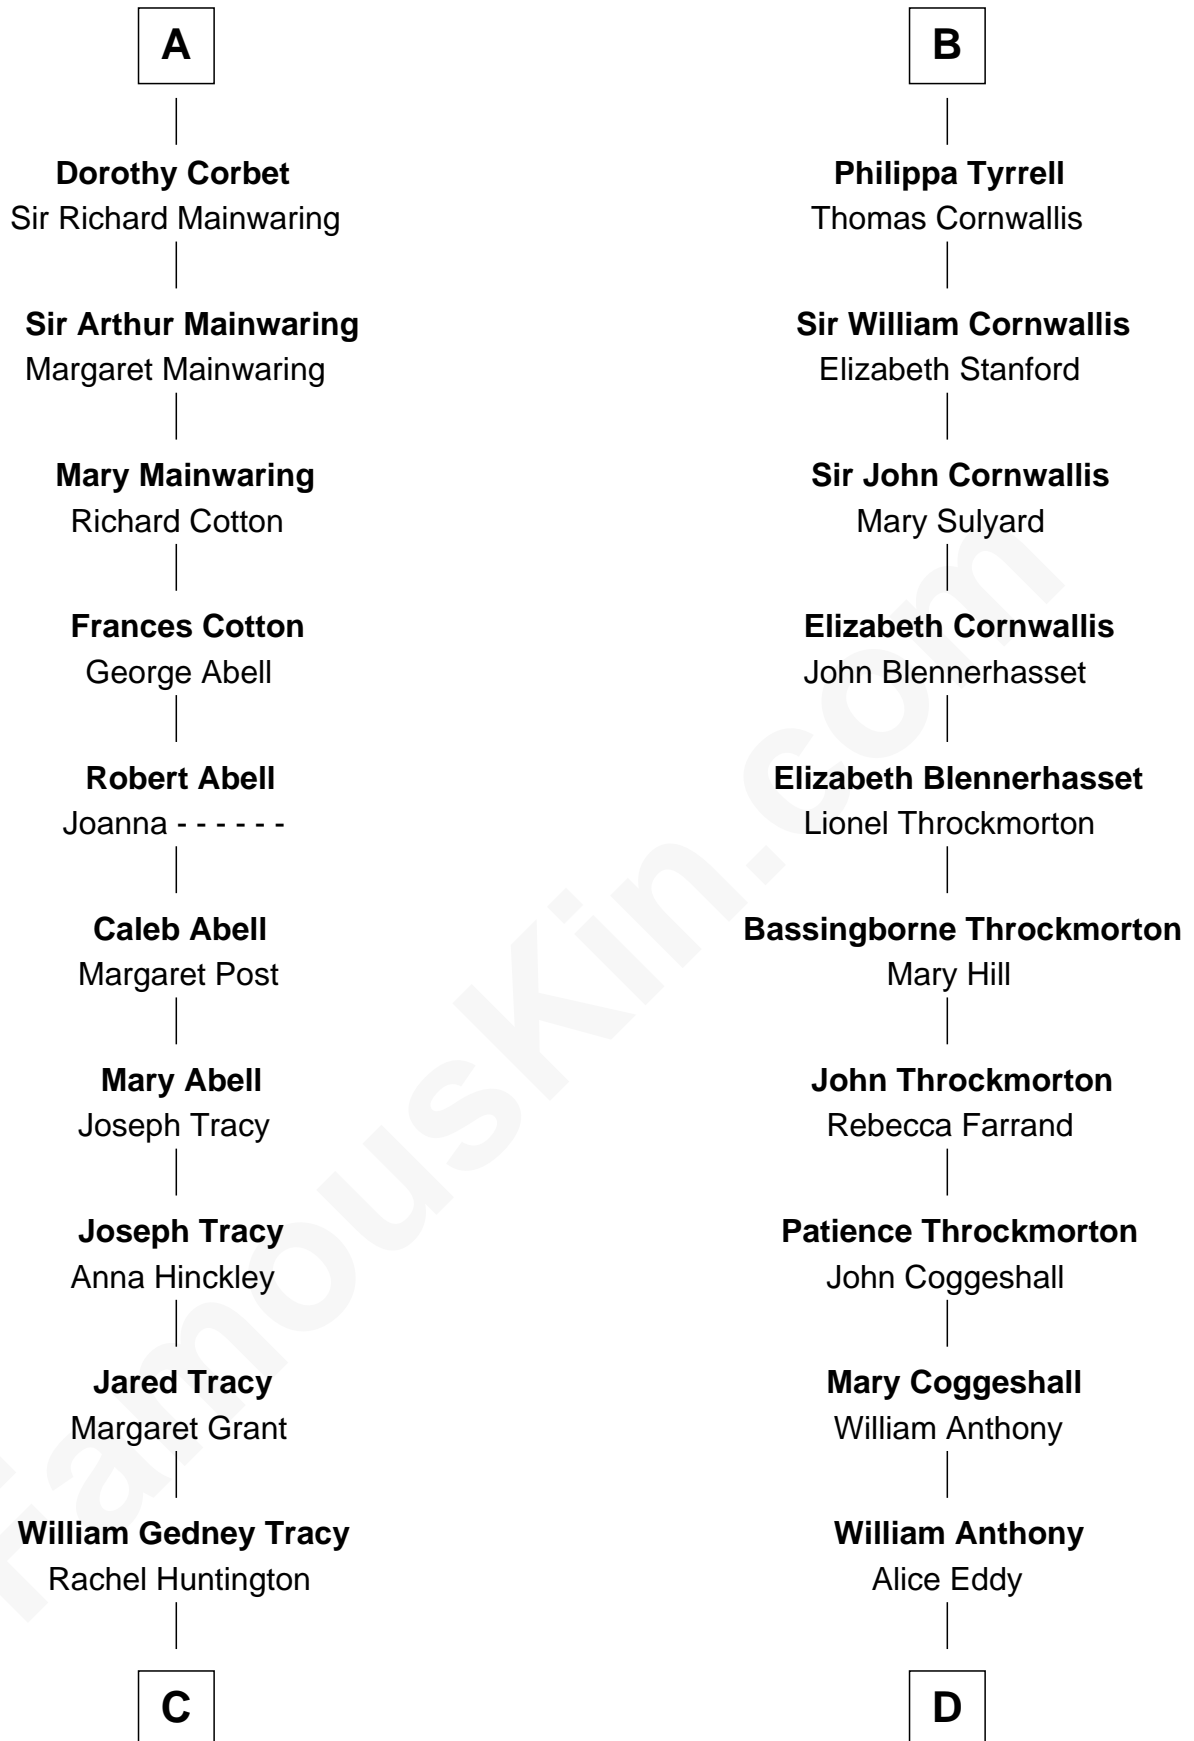 A
Dorothy Corbet
Sir Richard Mainwaring
Sir Arthur Mainwaring
Margaret Mainwaring
Mary Mainwaring
Richard Cotton
Frances Cotton
George Abell
Robert Abell
Joanna - - - - - -
Caleb Abell
Margaret Post
Mary Abell
Joseph Tracy
Joseph Tracy
Anna Hinckley
Jared Tracy
Margaret Grant
William Gedney Tracy
Rachel Huntington
C
B
Philippa Tyrrell
Thomas Cornwallis
Sir William Cornwallis
Elizabeth Stanford
Sir John Cornwallis
Mary Sulyard
Elizabeth Cornwallis
John Blennerhasset
Elizabeth Blennerhasset
Lionel Throckmorton
Bassingborne Throckmorton
Mary Hill
John Throckmorton
Rebecca Farrand
Patience Throckmorton
John Coggeshall
Mary Coggeshall
William Anthony
William Anthony
Alice Eddy
D
FamousKin.com